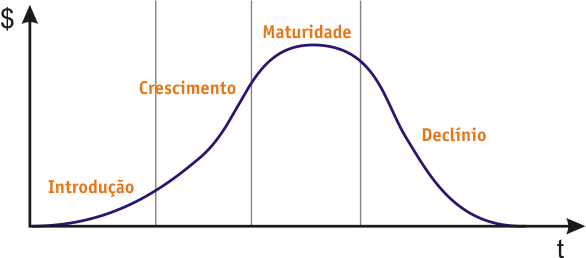 $
Maturidade
Crescimento
Declínio
Introdução
t